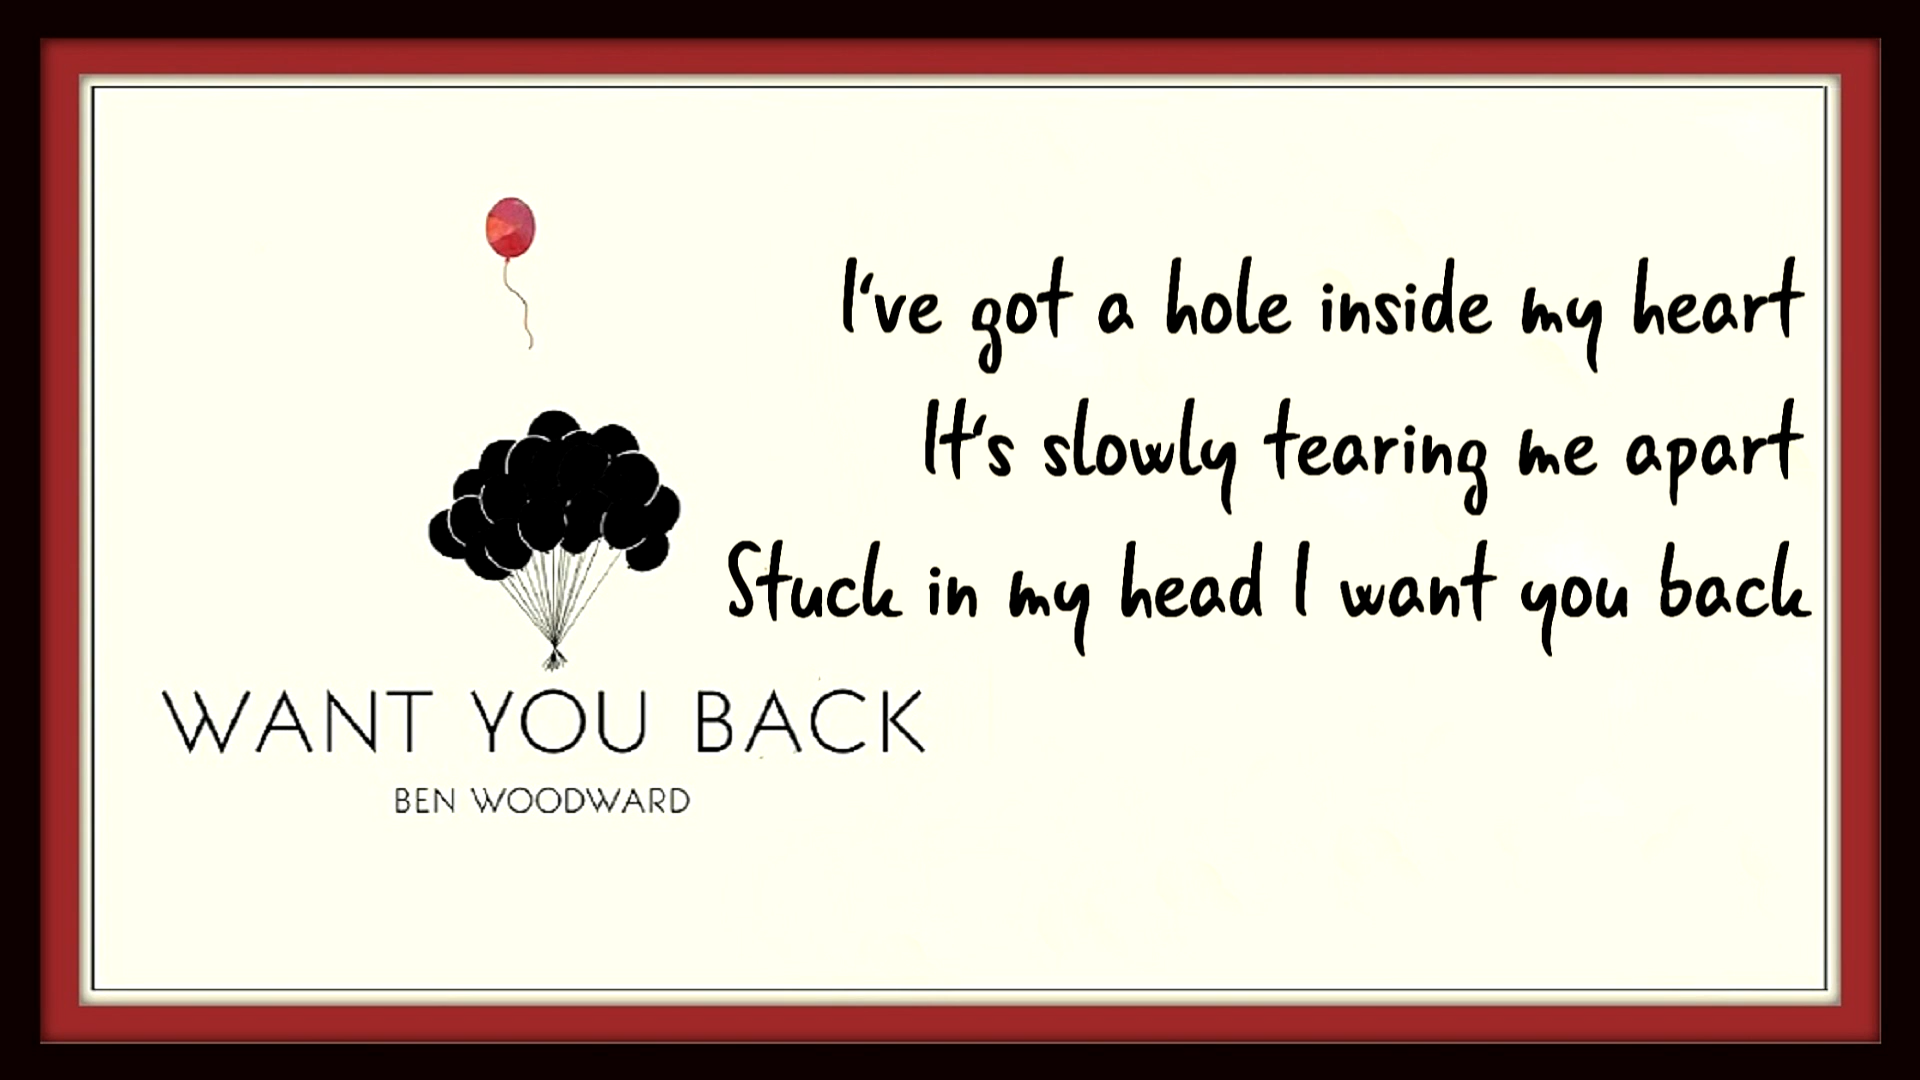 I've got a hole inside my heart
It's slowly tearing me apart
Stuck in my head I want you back
WANT YOU BACK
BEN WOODWARD